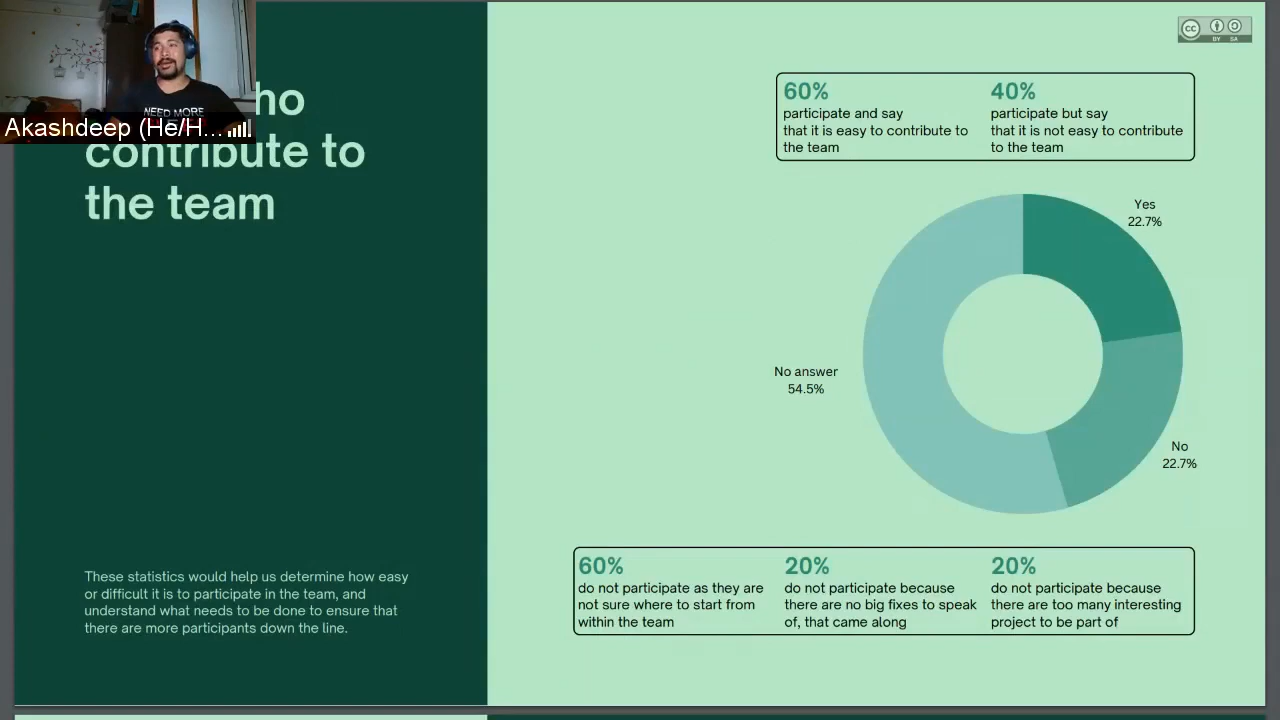 NEED MORE
Akashdeep (He/H...
ho
contribute to
the team
These statistics would help us determine how easy
or difficult it is to participate in the team, and
understand what needs to be done to ensure that
there are more participants down the line.
CC BY SA
60%
participate and say
that it is easy to contribute to
the team
40%
participate but say
that it is not easy to contribute
to the team
Yes
22.7%
No answer
54.5%
No
22.7%
60%
do not participate as they are
not sure where to start from
within the team
20%
do not participate because
there are no big fixes to speak
of, that came along
20%
do not participate because
there are too many interesting
project to be part of